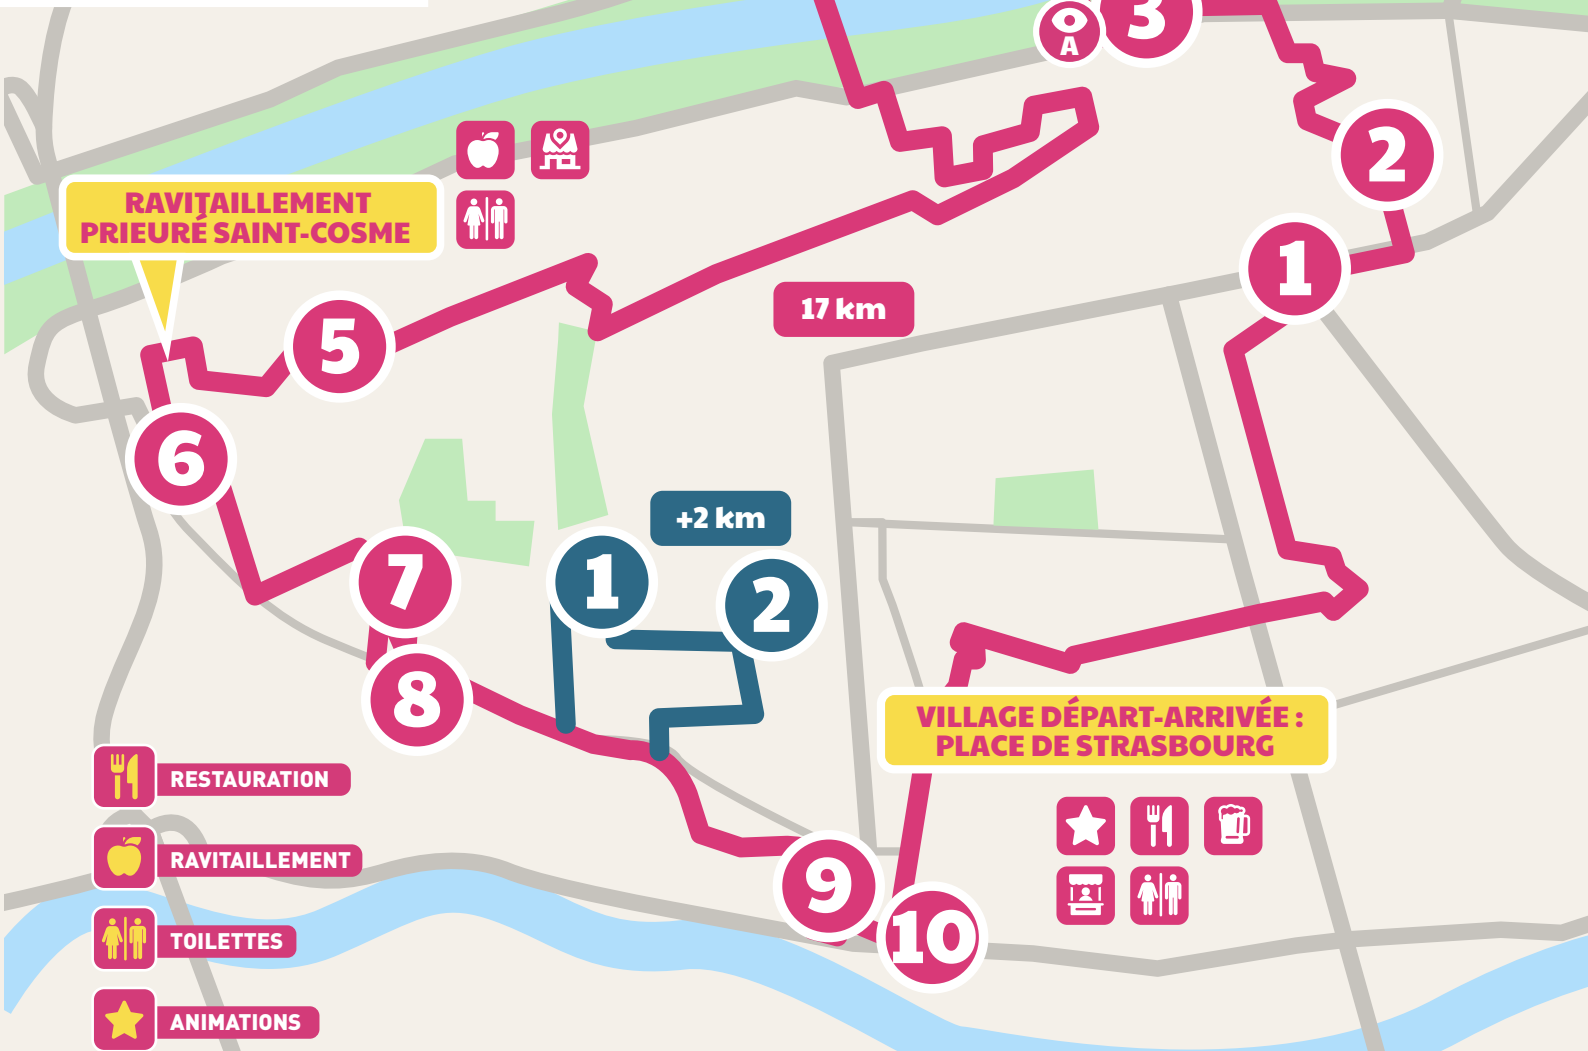 3
A
2
RAVITAILLEMENT
PRIEURÉ SAINT-COSME
1
17 km
5
6
+2 km
7
1
2
8
VILLAGE DÉPART-ARRIVÉE :
PLACE DE STRASBOURG
RESTAURATION
RAVITAILLEMENT
9
10
TOILETTES
ANIMATIONS